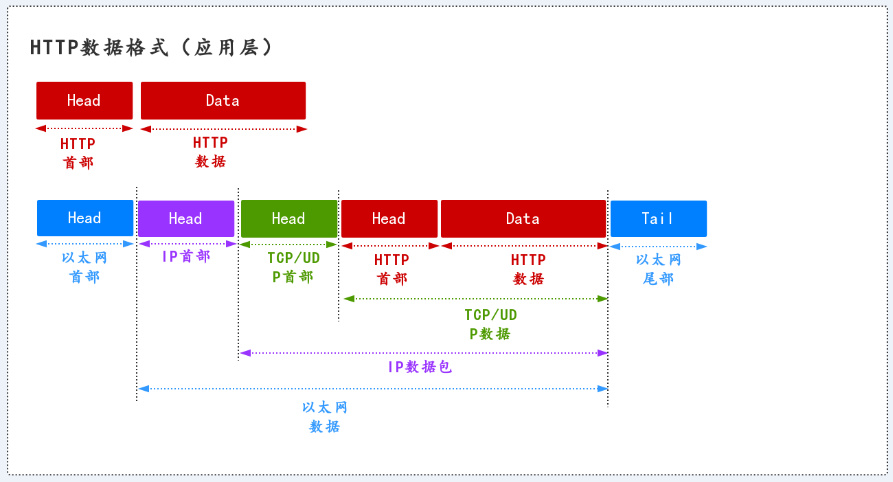 HTTP数据格式（应用层）
Head
Data
HTTP
首部
HTTP
数据
Head
Head
Head
Head
Data
Tail
以太网
首部
IP首部
TCP/UD
P首部
HTTP
首部
HTTP
数据
以太网
尾部
TCP/UD
P数据
IP数据包
以太网
数据